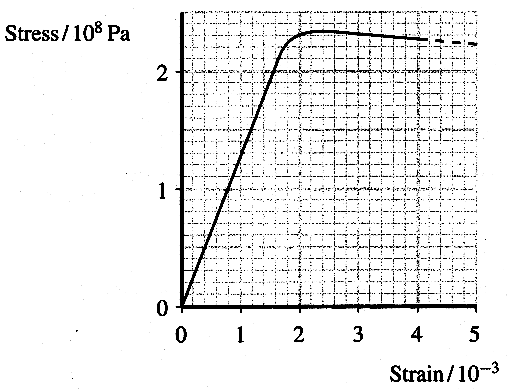 Stress / 10⁸ Pa
2
1
0
0 1 2 3 4 5
Strain / 10⁻³